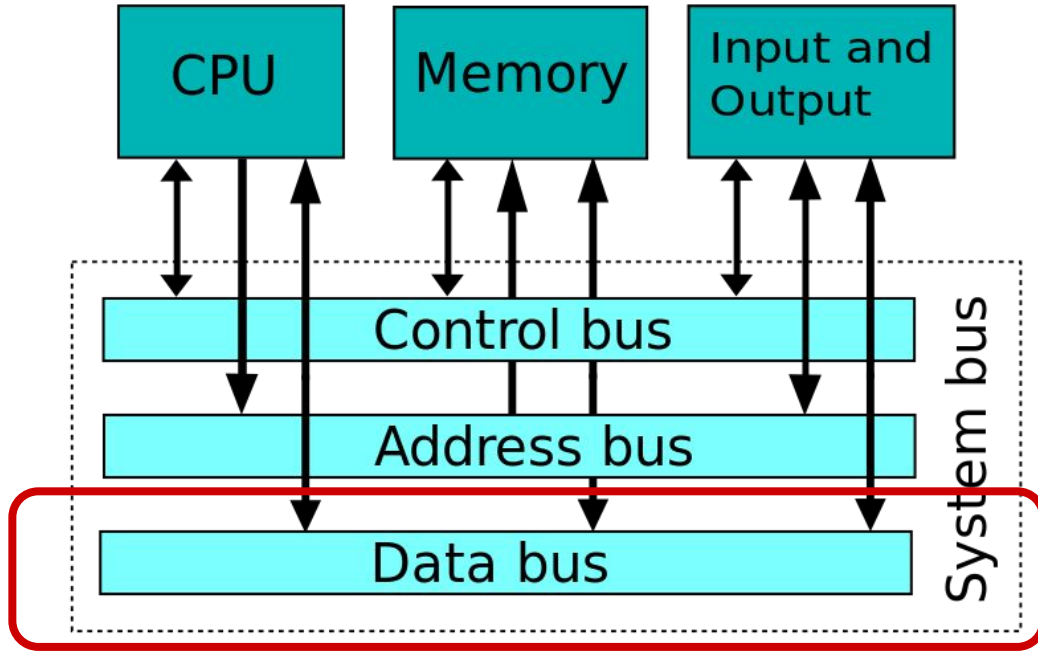 CPU
Memory
Input and
Output
Control bus
Address bus
Data bus
System bus